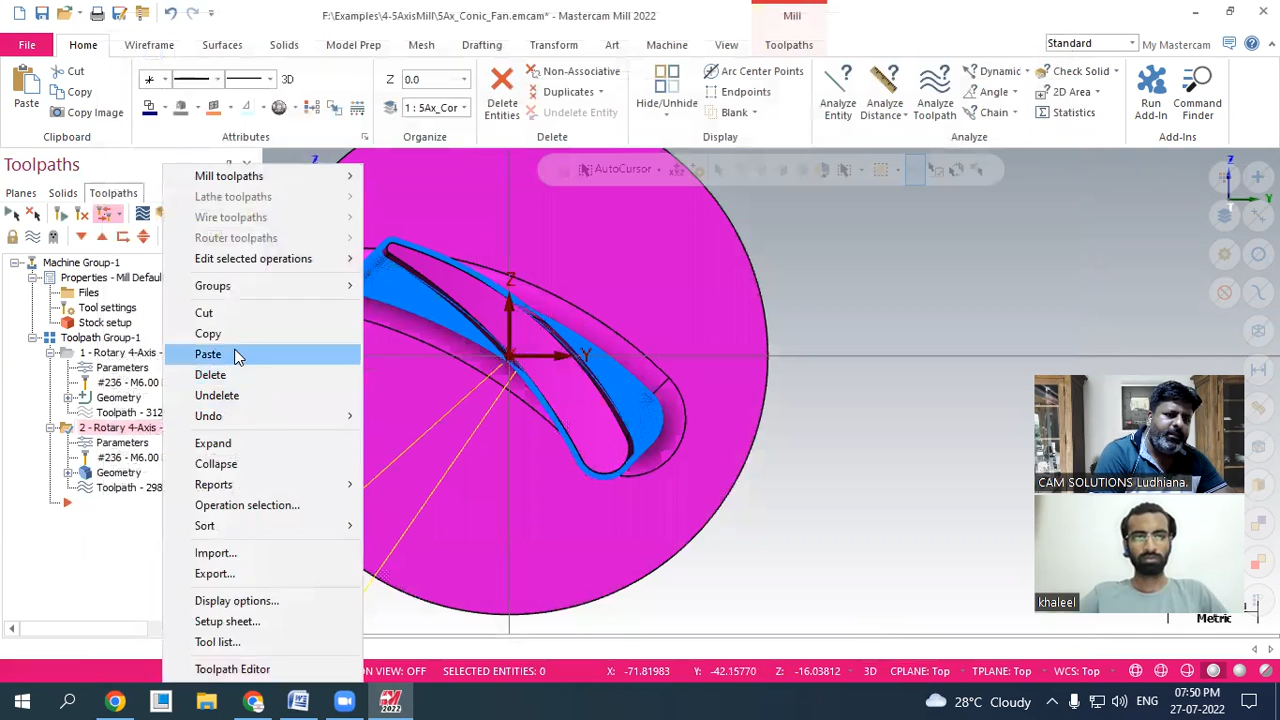 F:\Examples\4-5AxisMill\5Ax_Conic_Fan.emcam* - Mastercam Mill 2022
Mill
File
Home
Wireframe
Surfaces
Solids
Model Prep
Mesh
Drafting
Transform
Art
Machine
View
Toolpaths
Standard
My Mastercam
Paste
Cut
Copy
Copy Image
Clipboard
3D
Attributes
Z
0.0
1 : 5Ax_Cor
Organize
Delete
Entities
Non-Associative
Duplicates
Undelete Entity
Delete
Hide/Unhide
Arc Center Points
Endpoints
Blank
Display
Analyze
Entity
Analyze
Distance
Analyze
Toolpath
Dynamic
Angle
Chain
Check Solid
2D Area
Statistics
Analyze
Run
Add-In
Command
Finder
Add-Ins
Toolpaths
Planes
Solids
Toolpaths
Machine Group-1
Properties - Mill Default
Files
Tool settings
Stock setup
Toolpath Group-1
1 - Rotary 4-Axis -
Parameters
#236 - M6.00
Geometry
Toolpath - 312
2 - Rotary 4-Axis -
Parameters
#236 - M6.00
Geometry
Toolpath - 298
Mill toolpaths
Lathe toolpaths
Wire toolpaths
Router toolpaths
Edit selected operations
Groups
Cut
Copy
Paste
Delete
Undelete
Undo
Expand
Collapse
Reports
Operation selection...
Sort
Import...
Export...
Display options...
Setup sheet...
Tool list...
Toolpath Editor
Z
AutoCursor
Z
Y
Z
Y
CAM SOLUTIONS Ludhiana.
khaleel
Metric
ON VIEW: OFF
SELECTED ENTITIES: 0
X: -71.81983
Y: -42.15770
Z: -16.03812
3D
CPLANE: Top
TPLANE: Top
WCS: Top
28°C Cloudy
ENG
07:50 PM
27-07-2022